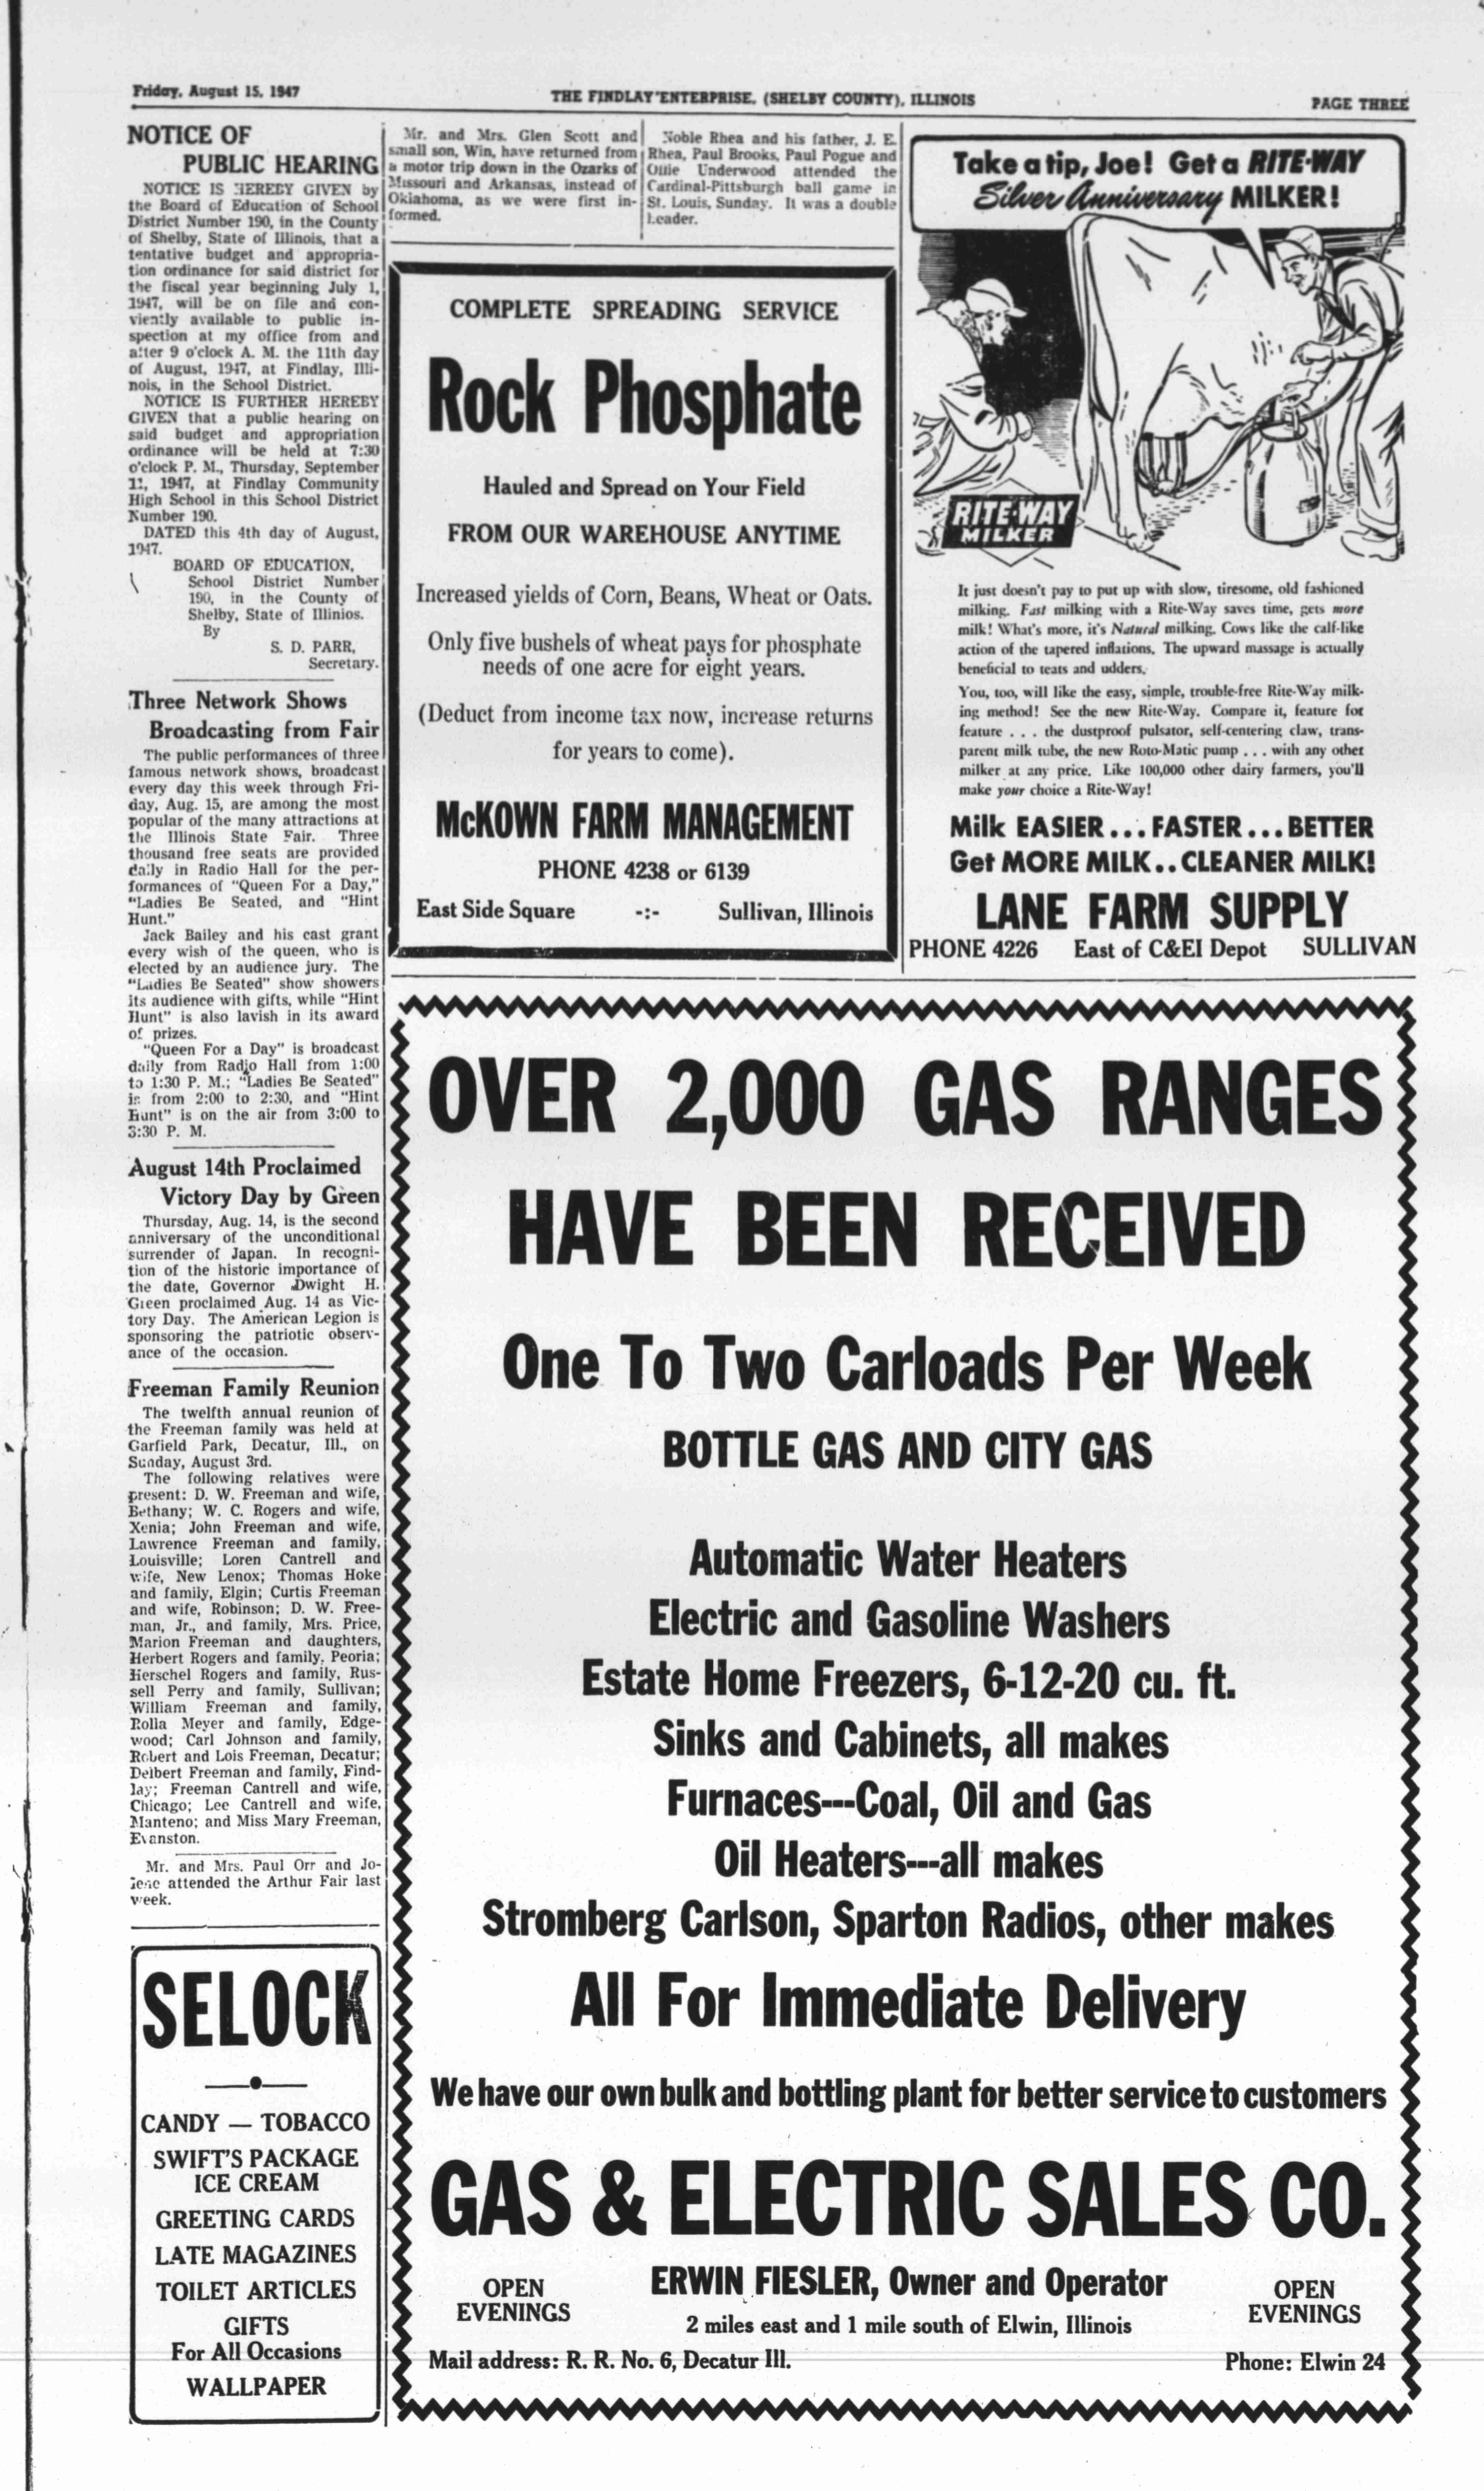 Friday, August 15, 1947
THE FINDLAY ENTERPRISE, (SHELBY COUNTY), ILLINOIS
PAGE THREE
NOTICE OF
PUBLIC HEARING
NOTICE IS HEREBY GIVEN by
the Board of Education of School
District Number 190, in the County
of Shelby, State of Illinois, that a
tentative budget and appropria-
tion ordinance for said district for
the fiscal year beginning July 1,
1947, will be on file and con-
viently available to public in-
spection at my office from and
after 9 o'clock A. M. the 11th day
of August, 1947, at Findlay, Illi-
nois, in the School District.
NOTICE IS FURTHER HEREBY
GIVEN that a public hearing on
said budget and appropriation
ordinance will be held at 7:30
o'clock P. M., Thursday, September
11, 1947, at Findlay Community
High School in this School District
Number 190.
DATED this 4th day of August,
1947.
BOARD OF EDUCATION,
School District Number
190, in the County of
Shelby, State of Illinios.
By
S. D. PARR,
Secretary.
Three Network Shows
Broadcasting from Fair
The public performances of three
famous network shows, broadcast
every day this week through Fri-
day, Aug. 15, are among the most
popular of the many attractions at
the Illinois State Fair. Three
thousand free seats are provided
daily in Radio Hall for the per-
formances of "Queen For a Day,"
"Ladies Be Seated, and "Hint
Hunt."
Jack Bailey and his cast grant
every wish of the queen, who is
elected by an audience jury. The
"Ladies Be Seated" show showers
its audience with gifts, while "Hint
Hunt" is also lavish in its award
of prizes.
"Queen For a Day" is broadcast
daily from Radio Hall from 1:00
to 1:30 P. M.; "Ladies Be Seated"
is from 2:00 to 2:30, and "Hint
Hunt" is on the air from 3:00 to
3:30 P. M.
August 14th Proclaimed
Victory Day by Green
Thursday, Aug. 14, is the second
anniversary of the unconditional
surrender of Japan. In recogni-
tion of the historic importance of
the date, Governor Dwight H.
Green proclaimed Aug. 14 as Vic-
tory Day. The American Legion is
sponsoring the patriotic observ-
ance of the occasion.
Freeman Family Reunion
The twelfth annual reunion of
the Freeman family was held at
Garfield Park, Decatur, Ill., on
Sunday, August 3rd.
The following relatives were
present: D. W. Freeman and wife,
Bethany; W. C. Rogers and wife,
Xenia; John Freeman and wife,
Lawrence Freeman and family,
Louisville; Loren Cantrell and
wife, New Lenox; Thomas Hoke
and family, Elgin; Curtis Freeman
and wife, Robinson; D. W. Free-
man, Jr., and family, Mrs. Price,
Marion Freeman and daughters,
Herbert Rogers and family, Peoria;
Herschel Rogers and family, Rus-
sell Perry and family, Sullivan;
William Freeman and family,
Rolla Meyer and family, Edge-
wood; Carl Johnson and family,
Robert and Lois Freeman, Decatur;
Delbert Freeman and family, Find-
lay; Freeman Cantrell and wife,
Chicago; Lee Cantrell and wife,
Manteno; and Miss Mary Freeman,
Evanston.
Mr. and Mrs. Paul Orr and Jo-
lene attended the Arthur Fair last
week.
SELOCK
CANDY — TOBACCO
SWIFT'S PACKAGE
ICE CREAM
GREETING CARDS
LATE MAGAZINES
TOILET ARTICLES
GIFTS
For All Occasions
WALLPAPER
Mr. and Mrs. Glen Scott and
small son, Win, have returned from
a motor trip down in the Ozarks of
Missouri and Arkansas, instead of
Oklahoma, as we were first in-
formed.
Noble Rhea and his father, J. E.
Rhea, Paul Brooks, Paul Pogue and
Ollie Underwood attended the
Cardinal-Pittsburgh ball game in
St. Louis, Sunday. It was a double
header.
COMPLETE SPREADING SERVICE
Rock Phosphate
Hauled and Spread on Your Field
FROM OUR WAREHOUSE ANYTIME
Increased yields of Corn, Beans, Wheat or Oats.
Only five bushels of wheat pays for phosphate
needs of one acre for eight years.
(Deduct from income tax now, increase returns
for years to come).
McKOWN FARM MANAGEMENT
PHONE 4238 or 6139
East Side Square -:- Sullivan, Illinois
Take a tip, Joe! Get a RITE-WAY
Silver Anniversary MILKER!
RITE-WAY
MILKER
It just doesn't pay to put up with slow, tiresome, old fashioned
milking. Fast milking with a Rite-Way saves time, gets more
milk! What's more, it's Natural milking. Cows like the calf-like
action of the tapered inflations. The upward massage is actually
beneficial to teats and udders.
You, too, will like the easy, simple, trouble-free Rite-Way milk-
ing method! See the new Rite-Way. Compare it, feature for
feature . . . the dustproof pulsator, self-centering claw, trans-
parent milk tube, the new Roto-Matic pump . . . with any other
milker at any price. Like 100,000 other dairy farmers, you'll
make your choice a Rite-Way!
Milk EASIER... FASTER... BETTER
Get MORE MILK.. CLEANER MILK!
LANE FARM SUPPLY
PHONE 4226 East of C&EI Depot SULLIVAN
OVER 2,000 GAS RANGES
HAVE BEEN RECEIVED
One To Two Carloads Per Week
BOTTLE GAS AND CITY GAS
Automatic Water Heaters
Electric and Gasoline Washers
Estate Home Freezers, 6-12-20 cu. ft.
Sinks and Cabinets, all makes
Furnaces---Coal, Oil and Gas
Oil Heaters---all makes
Stromberg Carlson, Sparton Radios, other makes
All For Immediate Delivery
We have our own bulk and bottling plant for better service to customers
GAS & ELECTRIC SALES CO.
OPEN
EVENINGS
ERWIN FIESLER, Owner and Operator
2 miles east and 1 mile south of Elwin, Illinois
OPEN
EVENINGS
Mail address: R. R. No. 6, Decatur Ill.
Phone: Elwin 24